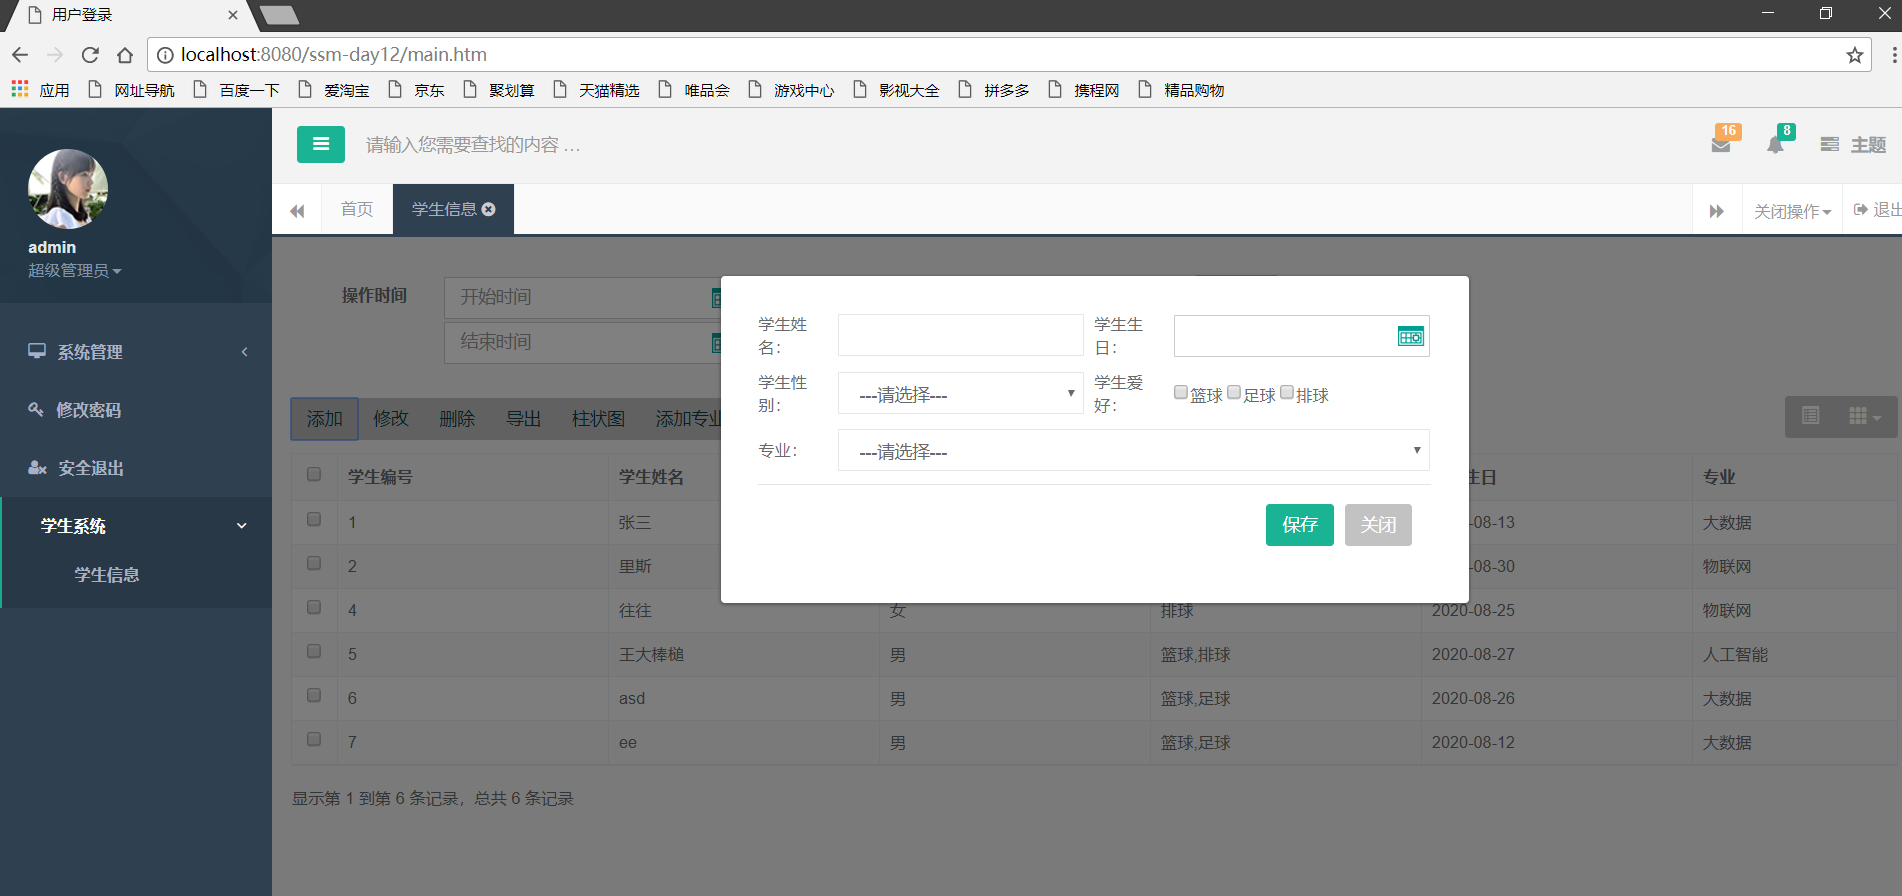 用户登录
localhost:8080/ssm-day12/main.htm
应用 网址导航 百度一下 爱淘宝 京东 聚划算 天猫精选 唯品会 游戏中心 影视大全 拼多多 携程网 精品购物
请输入您需要查找的内容 …
16
8
主题
首页 学生信息 关闭操作 退出
admin
超级管理员
系统管理
修改密码
安全退出
学生系统
学生信息
操作时间 开始时间
结束时间
添加 修改 删除 导出 柱状图 添加专业
学生姓名： 学生生日：
学生性别： ---请选择--- 学生爱好： 篮球 足球 排球
专业： ---请选择---
保存 关闭
学生编号 学生姓名 生日 专业
1 张三 -08-13 大数据
2 里斯 -08-30 物联网
4 往往 女 排球 2020-08-25 物联网
5 王大棒槌 男 篮球,排球 2020-08-27 人工智能
6 asd 男 篮球,足球 2020-08-26 大数据
7 ee 男 篮球,足球 2020-08-12 大数据
显示第 1 到第 6 条记录，总共 6 条记录